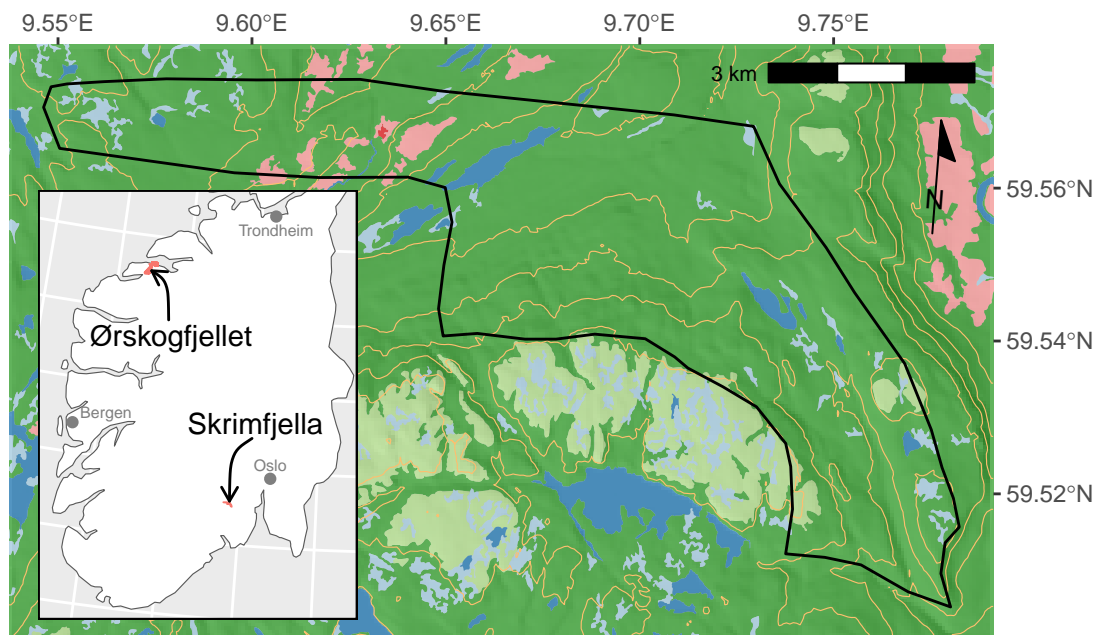 9.55°E 9.60°E 9.65°E 9.70°E 9.75°E
3 km
59.56°N
N
Trondheim
Ørskogfjellet
59.54°N
Bergen
Skrimfjella
Oslo
59.52°N